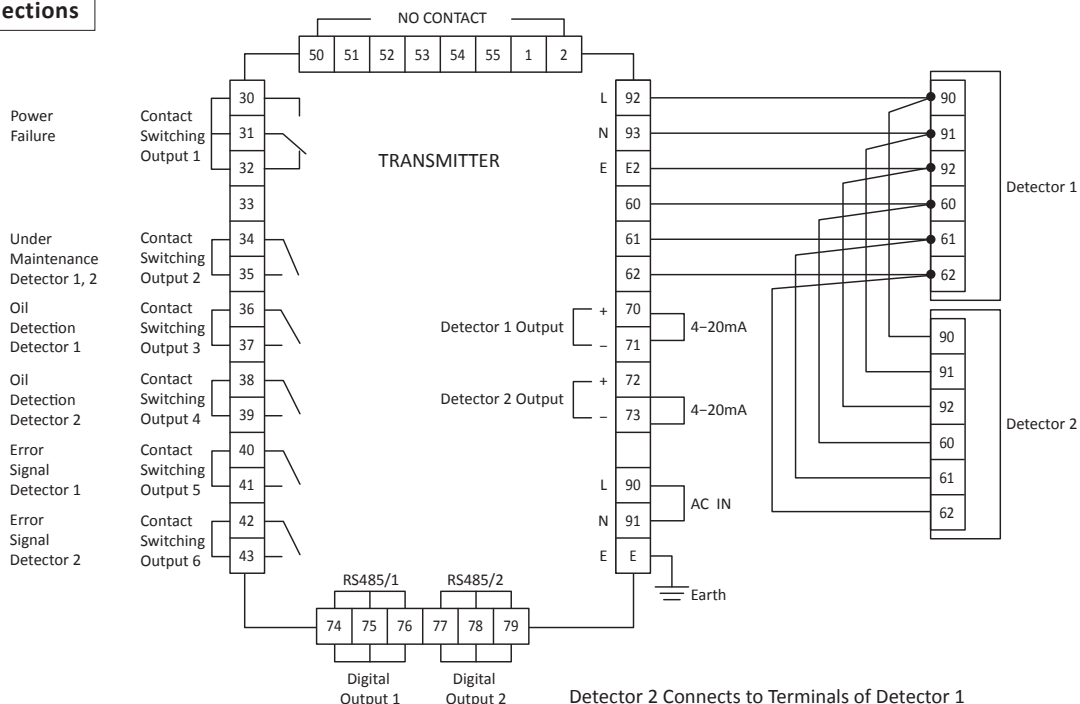 ections
NO CONTACT
50 51 52 53 54 55 1 2
Power
Failure
Contact
Switching
Output 1
30
31
32
33
Under
Maintenance
Detector 1, 2
Contact
Switching
Output 2
34
35
Oil
Detection
Detector 1
Contact
Switching
Output 3
36
37
Oil
Detection
Detector 2
Contact
Switching
Output 4
38
39
Error
Signal
Detector 1
Contact
Switching
Output 5
40
41
Error
Signal
Detector 2
Contact
Switching
Output 6
42
43
TRANSMITTER
L 92
N 93
E E2
60
61
62
Detector 1 Output
+ 70
− 71
4−20mA
Detector 2 Output
+ 72
− 73
4−20mA
L 90
N 91
AC IN
E E
Earth
90
91
92
60
61
62
Detector 1
90
91
92
60
61
62
Detector 2
RS485/1 RS485/2
74 75 76 77 78 79
Digital
Output 1
Digital
Output 2
Detector 2 Connects to Terminals of Detector 1